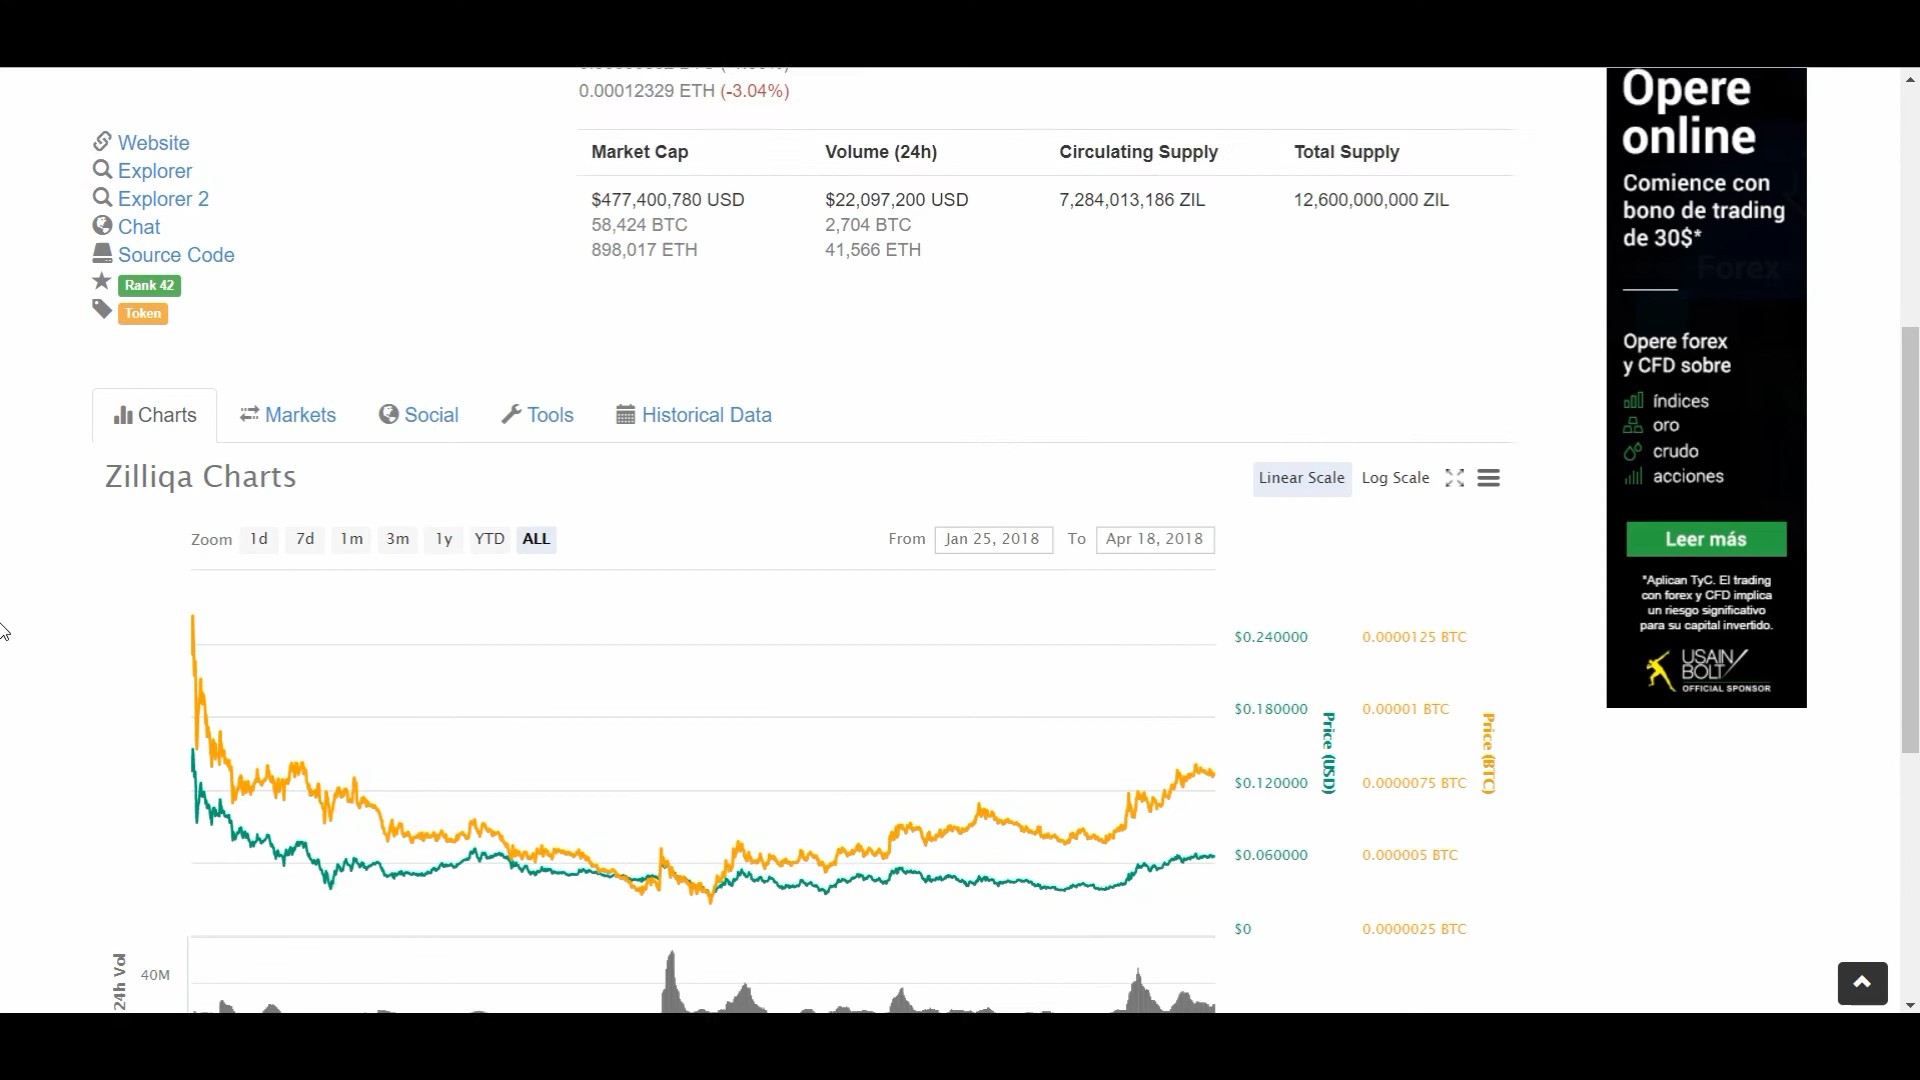 0.00012329 ETH (-3.04%)
Website
Explorer
Explorer 2
Chat
Source Code
Rank 42
Token
Market Cap Volume (24h) Circulating Supply Total Supply
$477,400,780 USD $22,097,200 USD 7,284,013,186 ZIL 12,600,000,000 ZIL
58,424 BTC 2,704 BTC
898,017 ETH 41,566 ETH
Charts Markets Social Tools Historical Data
Zilliqa Charts
Linear Scale Log Scale
Zoom 1d 7d 1m 3m 1y YTD ALL
From Jan 25, 2018 To Apr 18, 2018
$0.240000 0.0000125 BTC
$0.180000 0.00001 BTC
$0.120000 0.0000075 BTC
$0.060000 0.000005 BTC
$0 0.0000025 BTC
Price (USD)
Price (BTC)
24h Vol
40M
Opere
online
Comience con
bono de trading
de 30$*
Forex
Opere forex
y CFD sobre
índices
oro
crudo
acciones
Leer más
*Aplican TyC. El trading
con forex y CFD implica
un riesgo significativo
para su capital invertido.
USAIN
BOLT
OFFICIAL SPONSOR